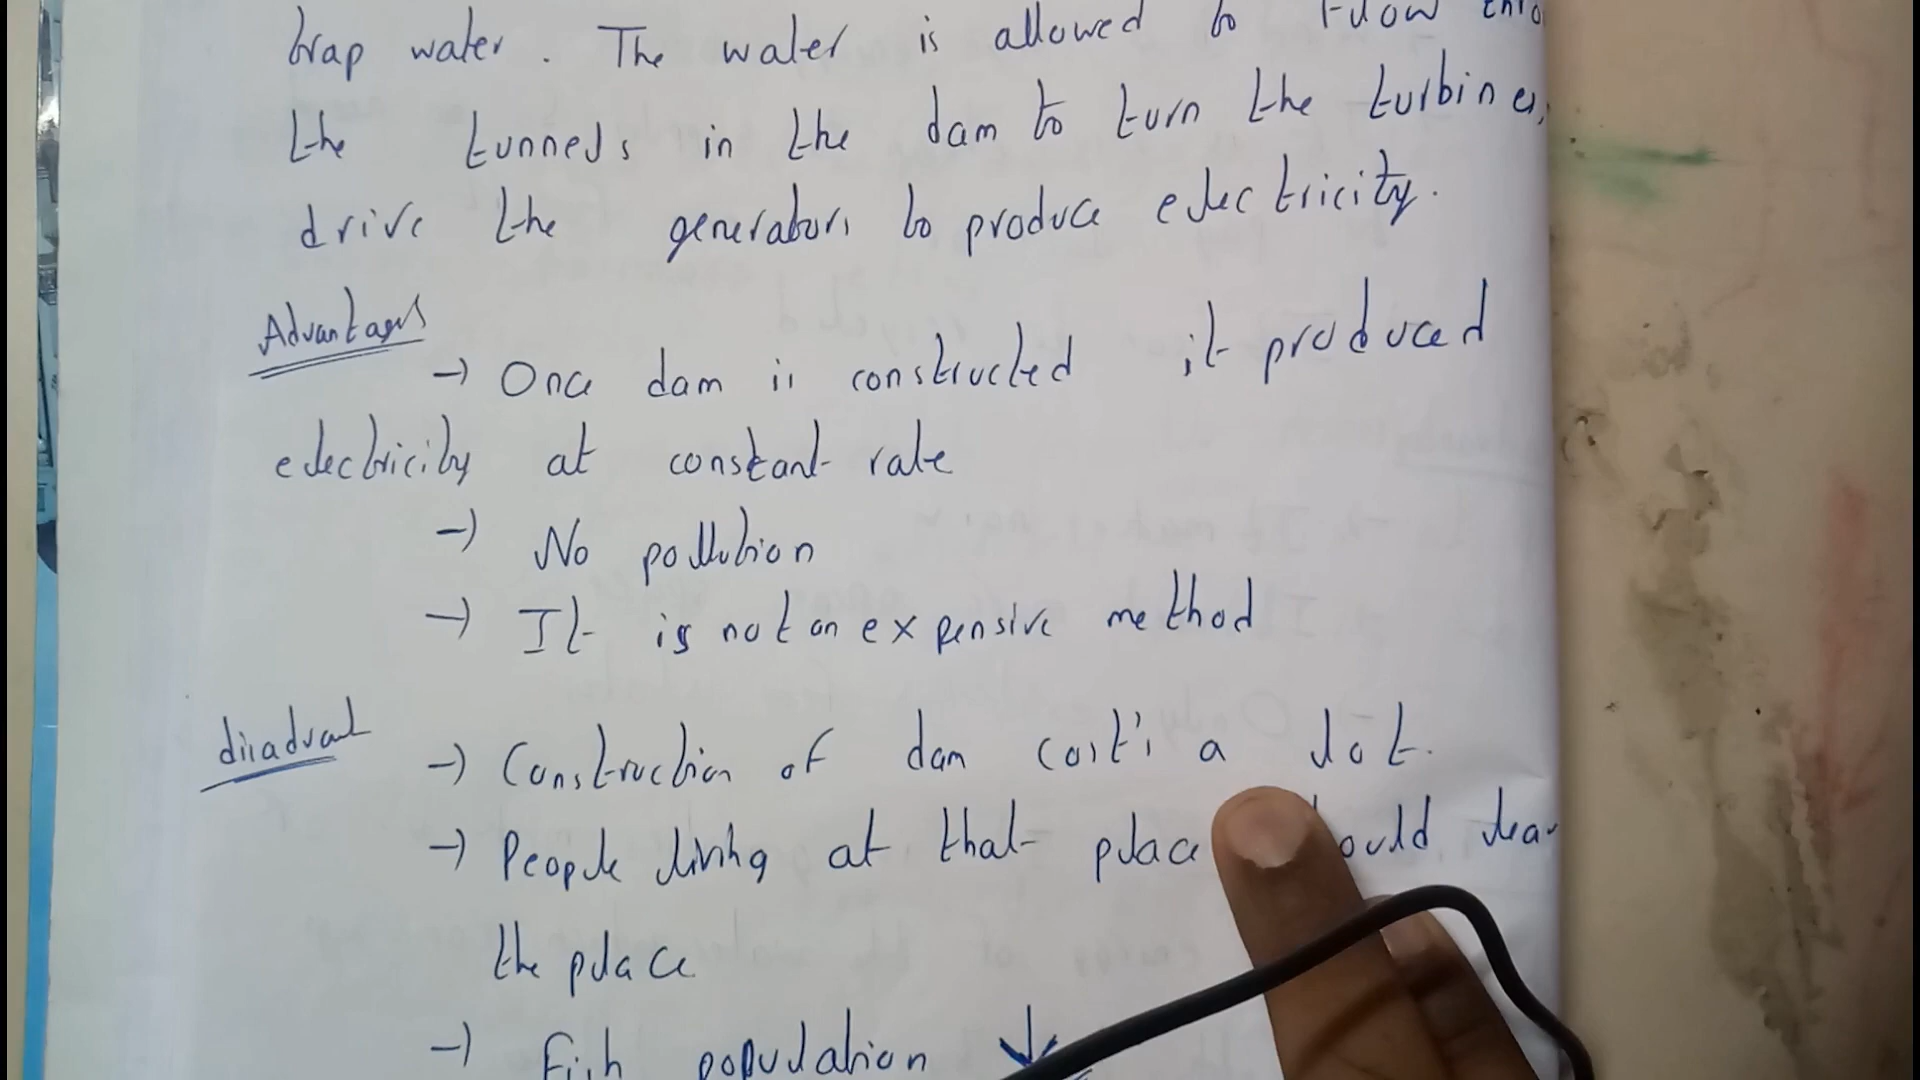 trap water. The water is allowed to flow thro
the tunnels in the dam to turn the turbines,
drive the generators to produce electricity.
Advantages
→ Once dam is constructed it produced
electricity at constant rate
→ No pollution
→ It is not an expensive method
disadvant
→ Construction of dam cost's a lot.
→ People living at that place should leav
the place
→ Fish population ↓